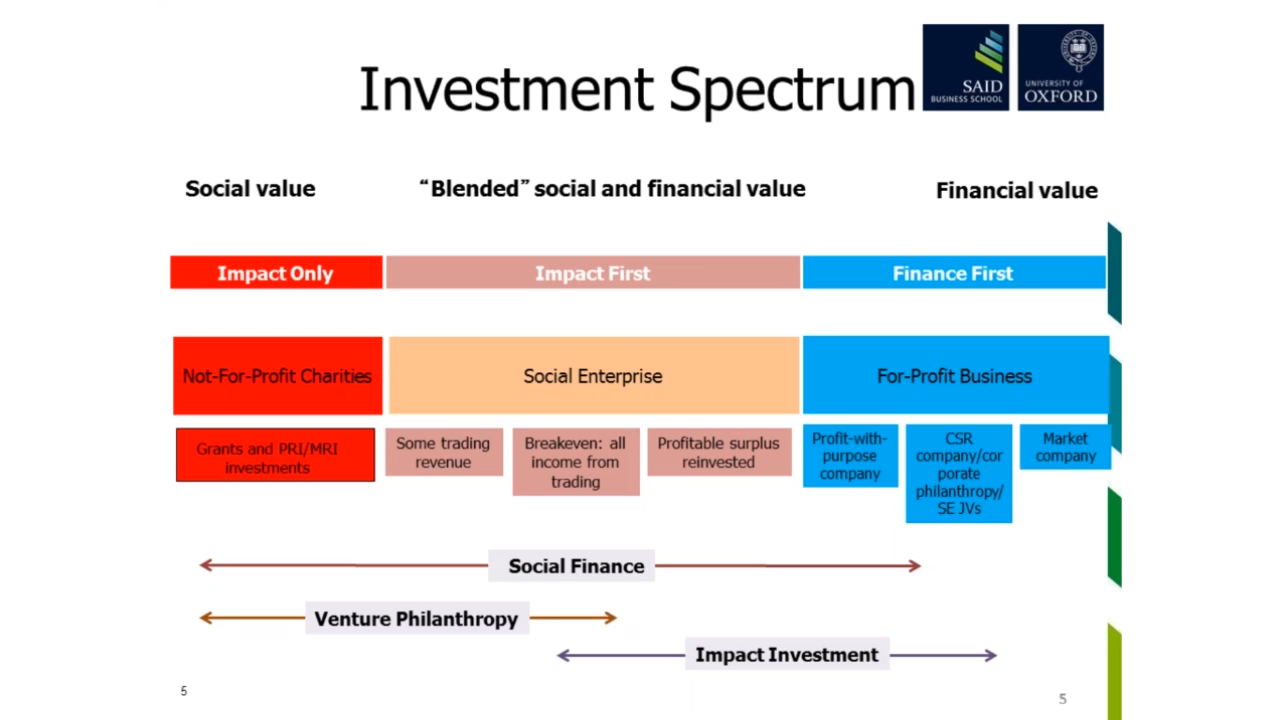 Investment Spectrum
SAID
BUSINESS SCHOOL
UNIVERSITY OF
OXFORD
Social value
“Blended” social and financial value
Financial value
Impact Only
Impact First
Finance First
Not-For-Profit Charities
Social Enterprise
For-Profit Business
Grants and PRI/MRI
investments
Some trading
revenue
Breakeven: all
income from
trading
Profitable surplus
reinvested
Profit-with-
purpose
company
CSR
company/cor
porate
philanthropy/
SE JVs
Market
company
Social Finance
Venture Philanthropy
Impact Investment
5
5